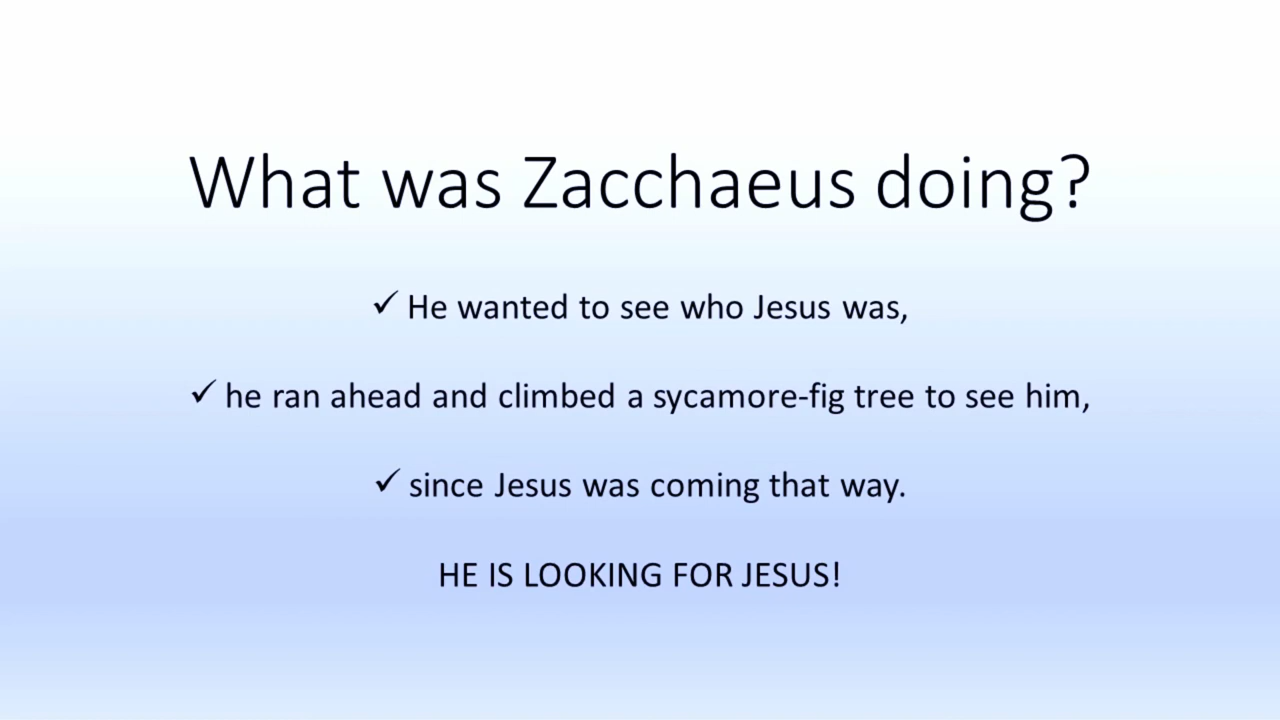 What was Zacchaeus doing?
✓ He wanted to see who Jesus was,
✓ he ran ahead and climbed a sycamore-fig tree to see him,
✓ since Jesus was coming that way.
HE IS LOOKING FOR JESUS!